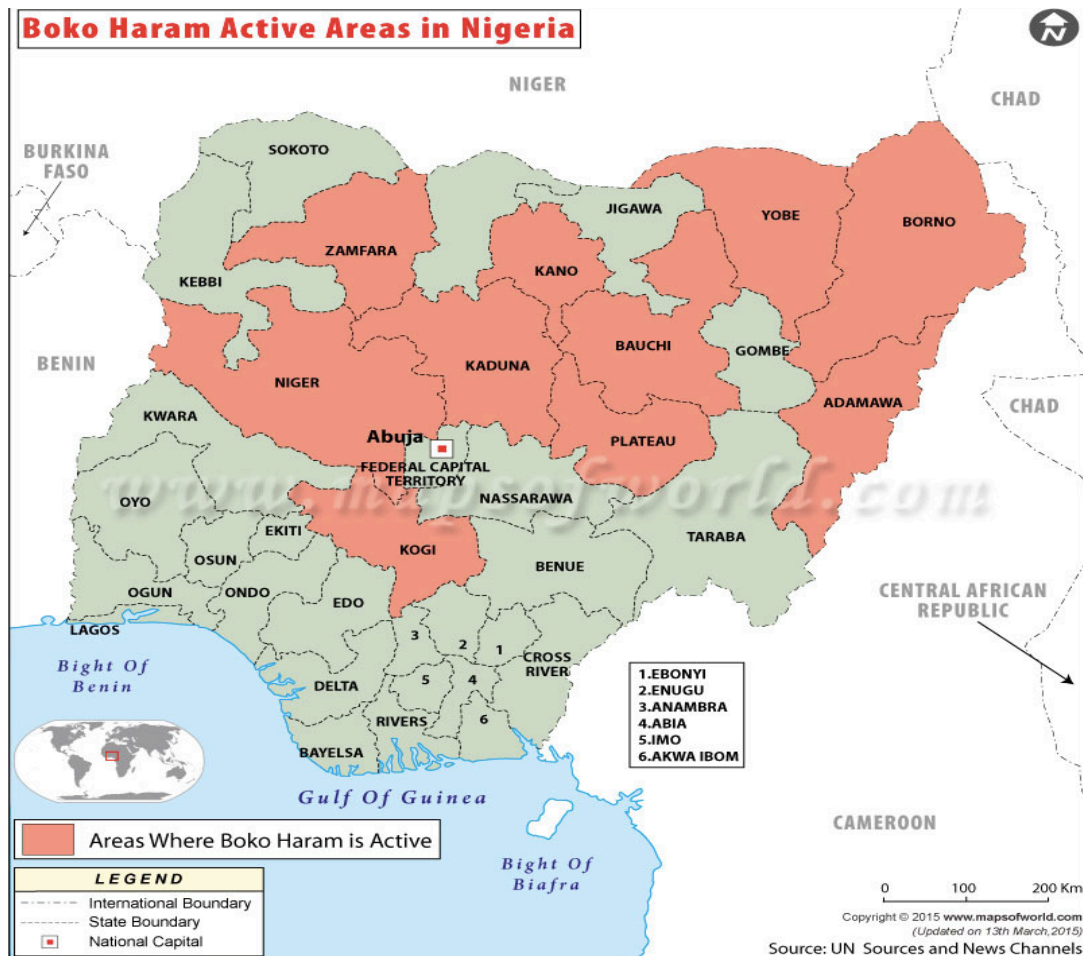 Boko Haram Active Areas in Nigeria
N
NIGER
CHAD
BURKINA
FASO
SOKOTO
JIGAWA
YOBE
BORNO
ZAMFARA
KANO
KEBBI
BENIN
BAUCHI
GOMBE
KADUNA
NIGER
ADAMAWA
CHAD
KWARA
Abuja
PLATEAU
FEDERAL CAPITAL
TERRITORY
NASSARAWA
www.mapsofworld.com
OYO
EKITI
TARABA
KOGI
OSUN
BENUE
OGUN
ONDO
EDO
CENTRAL AFRICAN
REPUBLIC
LAGOS
3
2
1
CROSS
RIVER
Bight Of
Benin
DELTA
5
4
RIVERS
6
BAYELSA
1.EBONYI
2.ENUGU
3.ANAMBRA
4.ABIA
5.IMO
6.AKWA IBOM
Gulf Of Guinea
CAMEROON
Areas Where Boko Haram is Active
Bight Of
Biafra
LEGEND
International Boundary
State Boundary
National Capital
0 100 200 Km
Copyright © 2015 www.mapsofworld.com
(Updated on 13th March,2015)
Source: UN Sources and News Channels